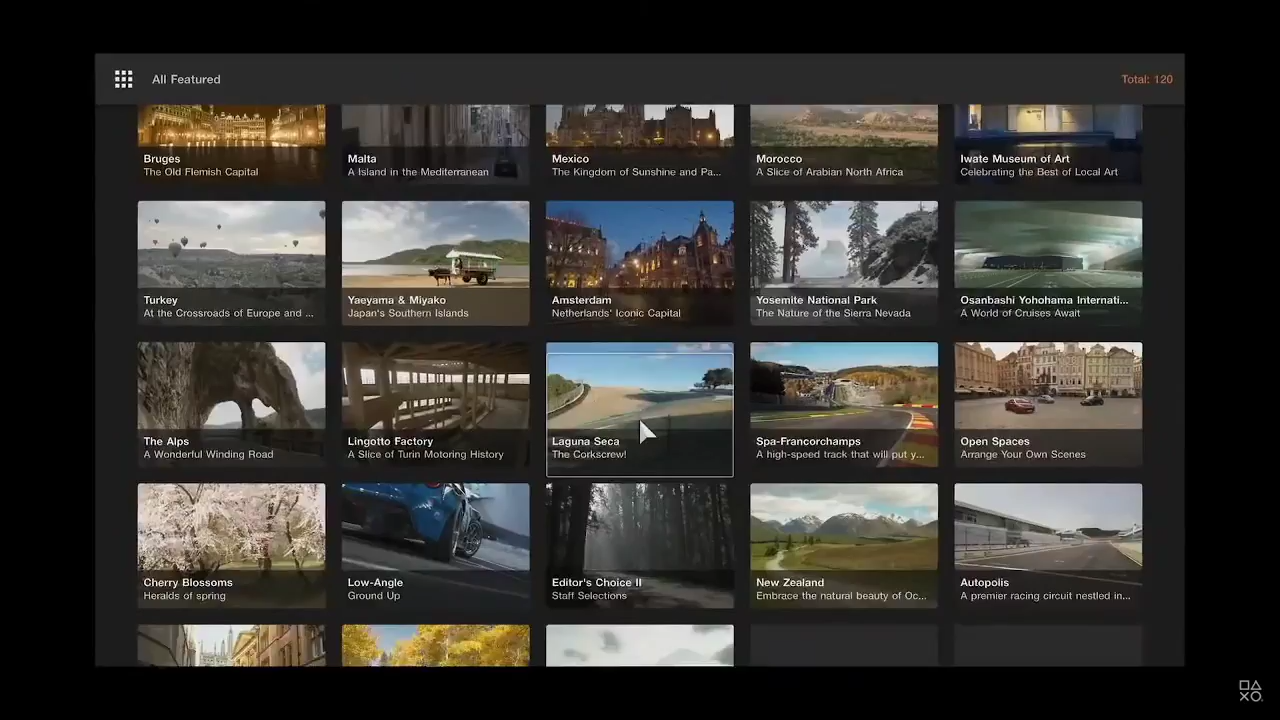 All Featured
Total: 120
Bruges
The Old Flemish Capital
Malta
A Island in the Mediterranean
Mexico
The Kingdom of Sunshine and Pa...
Morocco
A Slice of Arabian North Africa
Iwate Museum of Art
Celebrating the Best of Local Art
Turkey
At the Crossroads of Europe and ...
Yaeyama & Miyako
Japan's Southern Islands
Amsterdam
Netherlands' Iconic Capital
Yosemite National Park
The Nature of the Sierra Nevada
Osanbashi Yohohama Internati...
A World of Cruises Await
The Alps
A Wonderful Winding Road
Lingotto Factory
A Slice of Turin Motoring History
Laguna Seca
The Corkscrew!
Spa-Francorchamps
A high-speed track that will put y...
Open Spaces
Arrange Your Own Scenes
Cherry Blossoms
Heralds of spring
Low-Angle
Ground Up
Editor's Choice II
Staff Selections
New Zealand
Embrace the natural beauty of Oc...
Autopolis
A premier racing circuit nestled in...